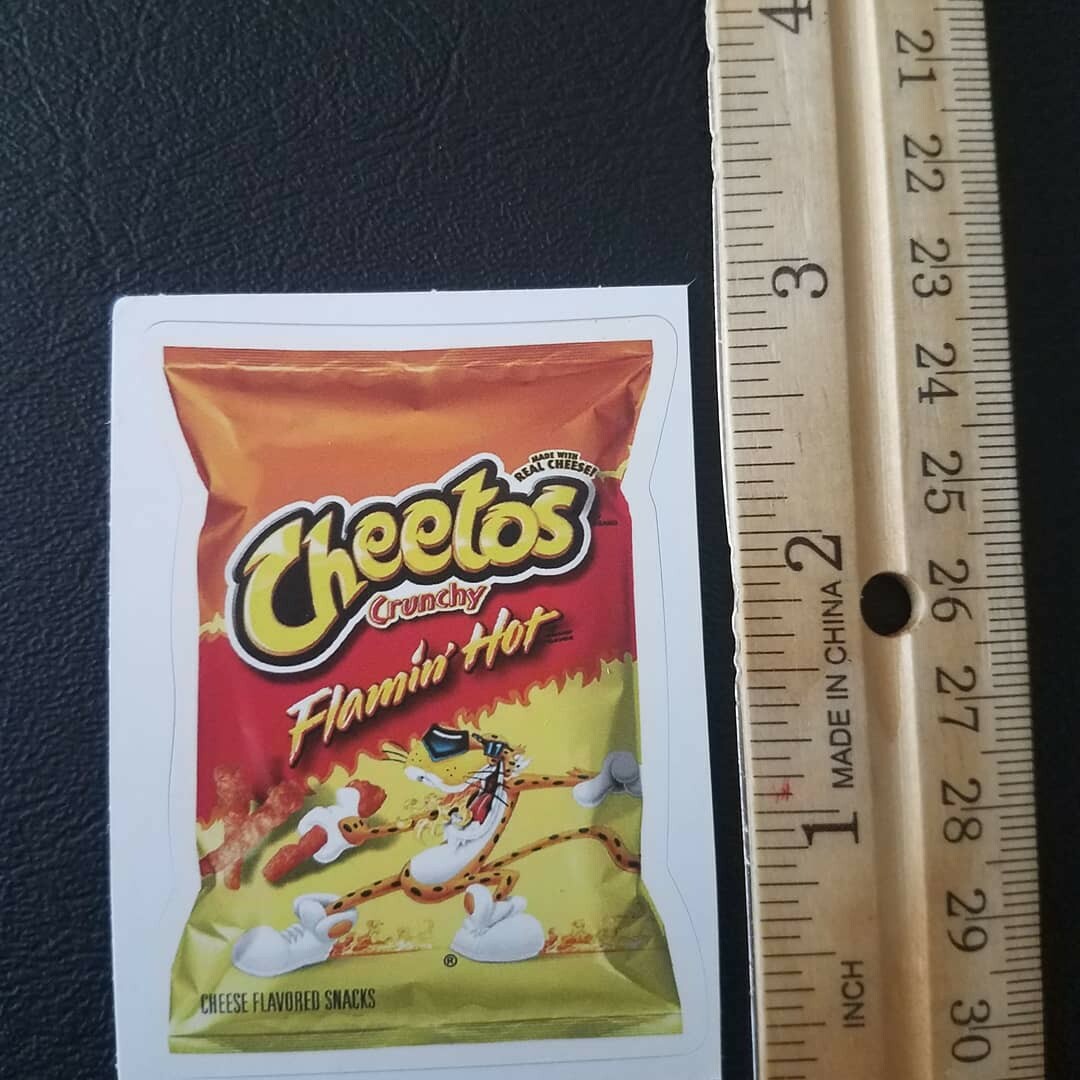 MADE WITH
REAL CHEESE!
Cheetos
BRAND
Crunchy
Flamin' Hot
®
CHEESE FLAVORED SNACKS
4
3
2
1
MADE IN CHINA
INCH
21
22
23
24
25
26
27
28
29
30